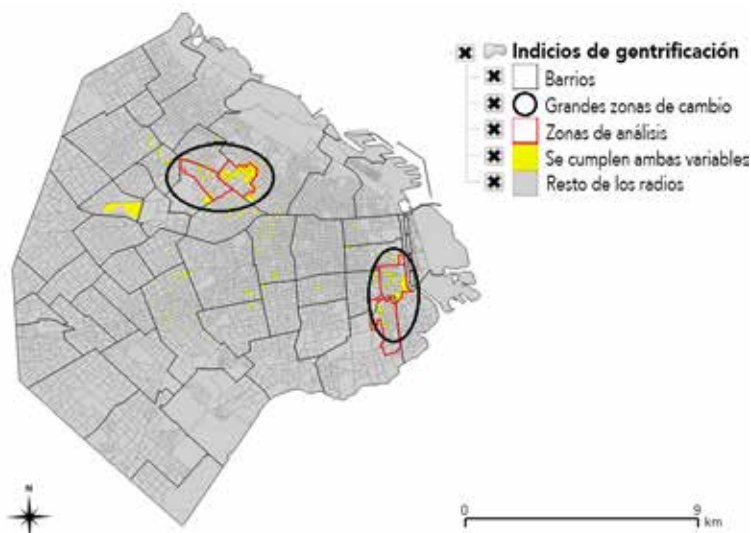 Indicios de gentrificación
Barrios
Grandes zonas de cambio
Zonas de análisis
Se cumplen ambas variables
Resto de los radios
N
0 9
km